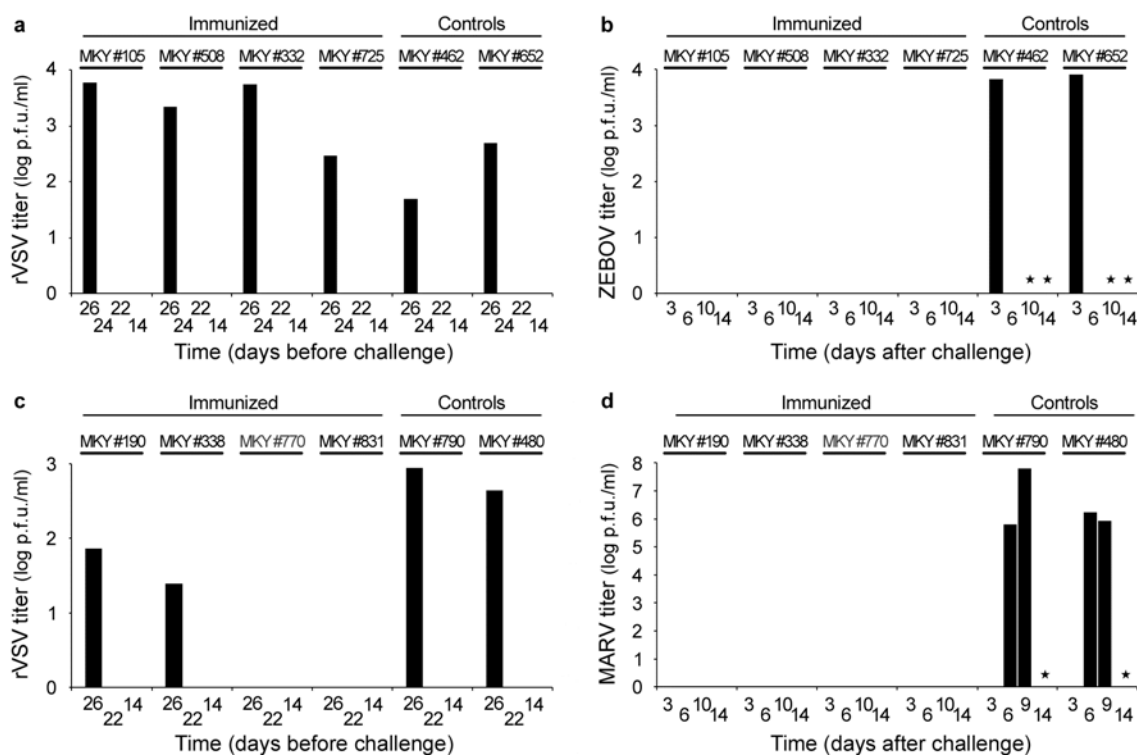 a
Immunized Controls
MKY #105 MKY #508 MKY #332 MKY #725 MKY #462 MKY #652
rVSV titer (log p.f.u./ml)
4
3
2
1
0
26 22 26 22 26 22 26 22 26 22 26 22
24 14 24 14 24 14 24 14 24 14 24 14
Time (days before challenge)
b
Immunized Controls
MKY #105 MKY #508 MKY #332 MKY #725 MKY #462 MKY #652
ZEBOV titer (log p.f.u./ml)
4
3
2
1
0
★ ★ ★ ★
3 10 3 10 3 10 3 10 3 10 3 10
6 14 6 14 6 14 6 14 6 14 6 14
Time (days after challenge)
c
Immunized Controls
MKY #190 MKY #338 MKY #770 MKY #831 MKY #790 MKY #480
rVSV titer (log p.f.u./ml)
3
2
1
0
26 14 26 14 26 14 26 14 26 14 26 14
22 22 22 22 22 22
Time (days before challenge)
d
Immunized Controls
MKY #190 MKY #338 MKY #770 MKY #831 MKY #790 MKY #480
MARV titer (log p.f.u./ml)
8
7
6
5
4
3
2
1
0
★ ★
3 10 3 10 3 10 3 10 3 9 3 9
6 14 6 14 6 14 6 14 6 14 6 14
Time (days after challenge)